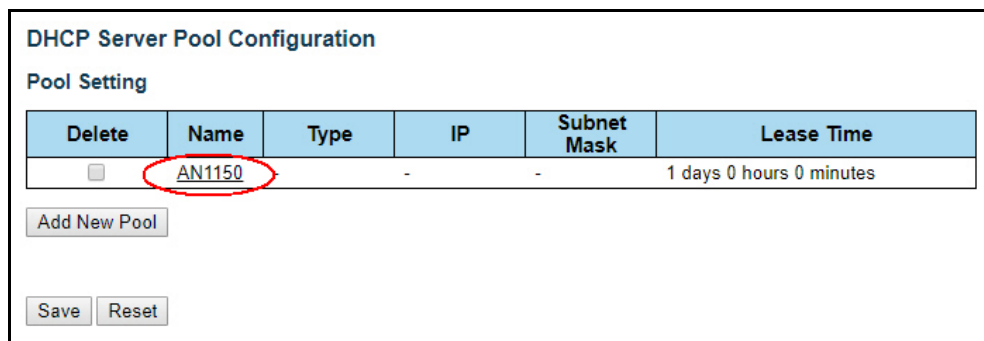 DHCP Server Pool Configuration
Pool Setting
Delete Name Type IP Subnet Mask Lease Time
AN1150 - - - 1 days 0 hours 0 minutes
Add New Pool
Save Reset